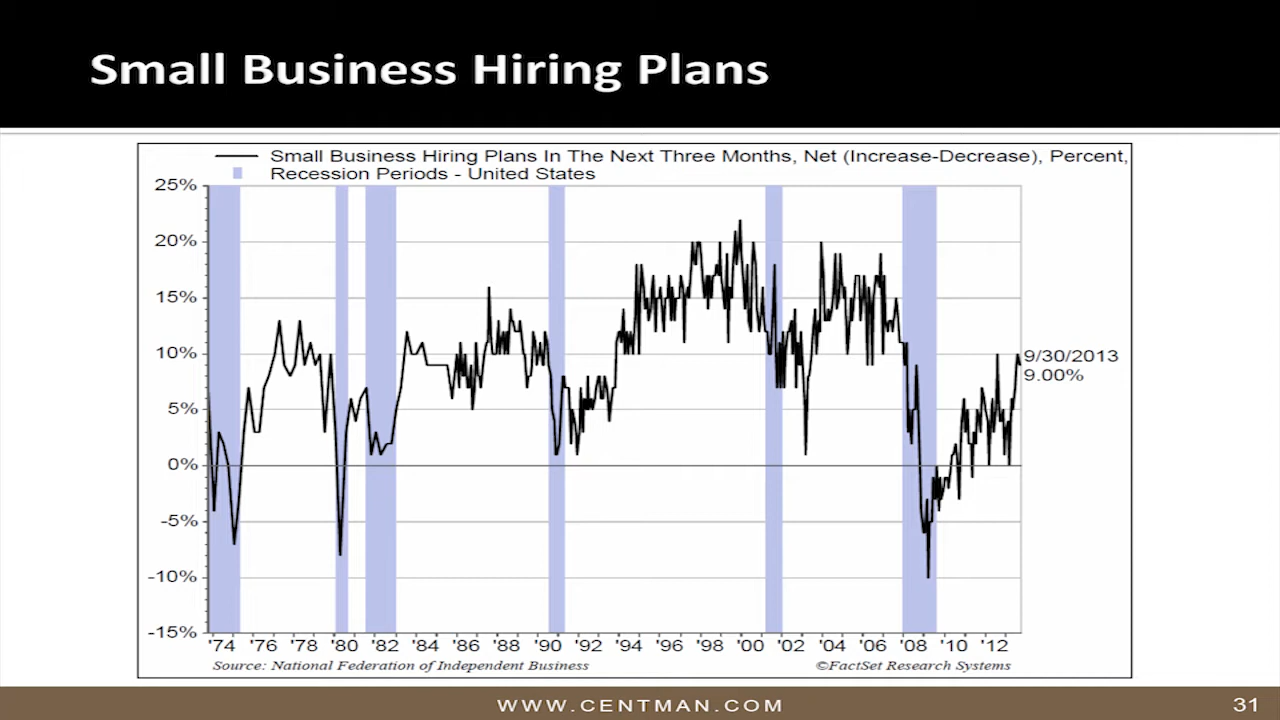 Small Business Hiring Plans
Small Business Hiring Plans In The Next Three Months, Net (Increase-Decrease), Percent,
Recession Periods - United States
25%
20%
15%
10%
5%
0%
-5%
-10%
-15%
9/30/2013
9.00%
'74 '76 '78 '80 '82 '84 '86 '88 '90 '92 '94 '96 '98 '00 '02 '04 '06 '08 '10 '12
Source: National Federation of Independent Business ©FactSet Research Systems
WWW.CENTMAN.COM 31